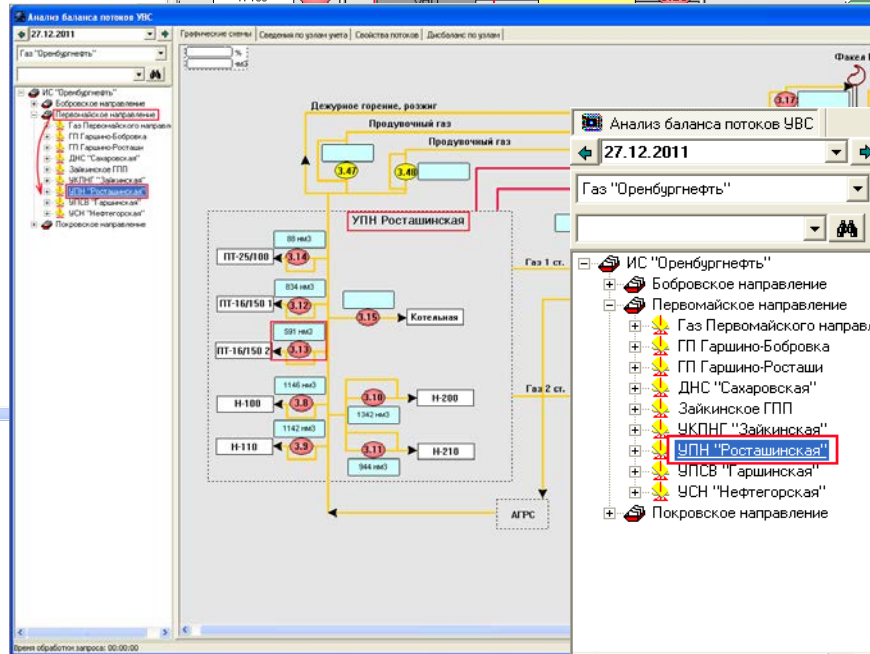 Анализ баланса потоков УВС
27.12.2011
Газ "Оренбургнефть"
ИС "Оренбургнефть"
Бобровское направление
Первомайское направление
Газ Первомайского направл
ГП Гаршино-Бобровка
ГП Гаршино-Росташи
ДНС "Сахаровская"
Зайкинское ГПП
УКПНГ "Зайкинская"
УПН "Росташинская"
УПСВ "Гаршинская"
УСН "Нефтегорская"
Покровское направление
Время обработки запроса: 00:00:00
Графические схемы
Сведения по узлам учета
Свойства потоков
Дисбаланс по узлам
%
нм3
Факел
3.17
Дежурное горение, розжиг
Продувочный газ
Продувочный газ
3.47
3.48
УПН Росташинская
88 нм3
ПТ-25/100
3.14
834 нм3
ПТ-16/150 1
3.12
3.15
Котельная
591 нм3
ПТ-16/150 2
3.13
1146 нм3
Н-100
3.8
3.10
Н-200
1342 нм3
1142 нм3
Н-110
3.9
3.11
Н-210
944 нм3
Газ 1 ст.
Газ 2 ст.
АГРС
Анализ баланса потоков УВС
27.12.2011
Газ "Оренбургнефть"
ИС "Оренбургнефть"
Бобровское направление
Первомайское направление
Газ Первомайского направл
ГП Гаршино-Бобровка
ГП Гаршино-Росташи
ДНС "Сахаровская"
Зайкинское ГПП
УКПНГ "Зайкинская"
УПН "Росташинская"
УПСВ "Гаршинская"
УСН "Нефтегорская"
Покровское направление